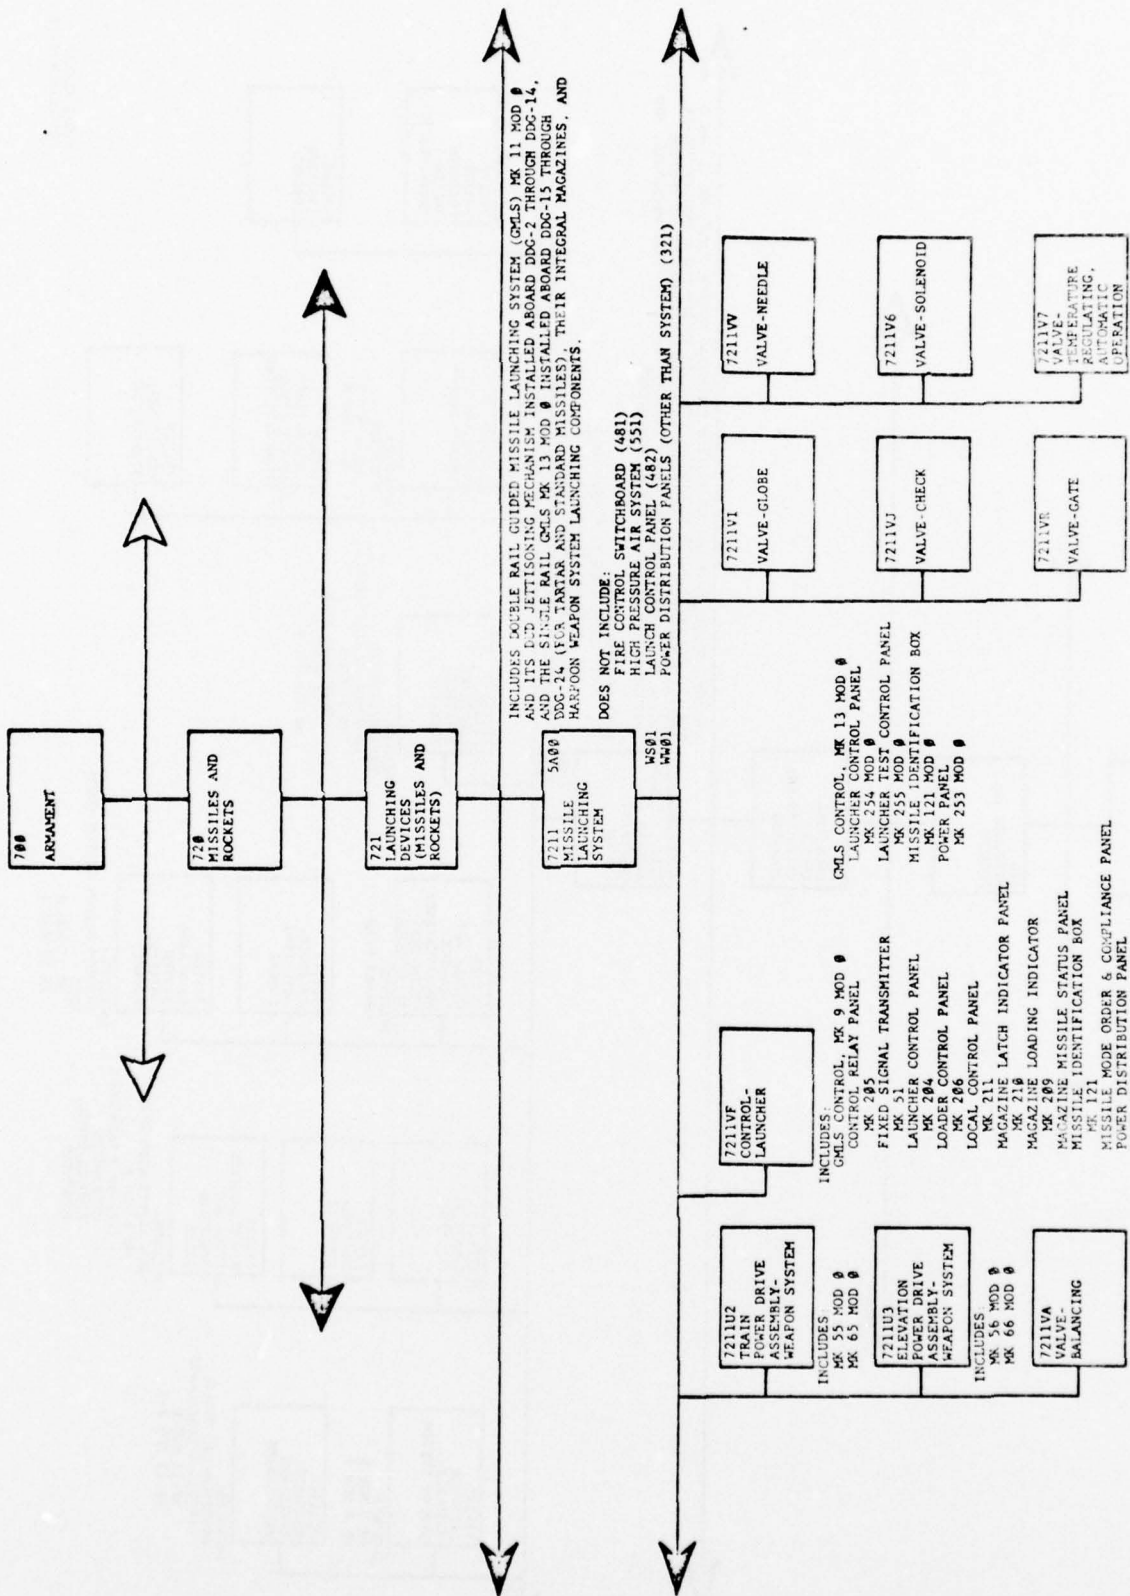 700
ARMAMENT
720
MISSILES AND
ROCKETS
721
LAUNCHING
DEVICES
(MISSILES AND
ROCKETS)
INCLUDES DOUBLE RAIL GUIDED MISSILE LAUNCHING SYSTEM (GMLS) MK 11 MOD 0
AND ITS DUD JETTISONING MECHANISM INSTALLED ABOARD DDG-2 THROUGH DDG-14,
AND THE SINGLE RAIL GMLS MK 13 MOD 0 INSTALLED ABOARD DDG-15 THROUGH
DDG-24 (FOR TARTAR AND STANDARD MISSILES), THEIR INTEGRAL MAGAZINES, AND
HARPOON WEAPON SYSTEM LAUNCHING COMPONENTS.
7211 5A00
MISSILE
LAUNCHING
SYSTEM
WS01
WW01
DOES NOT INCLUDE:
FIRE CONTROL SWITCHBOARD (481)
HIGH PRESSURE AIR SYSTEM (551)
LAUNCH CONTROL PANEL (482)
POWER DISTRIBUTION PANELS (OTHER THAN SYSTEM) (321)
7211U2
TRAIN
POWER DRIVE
ASSEMBLY-
WEAPON SYSTEM
INCLUDES:
MK 55 MOD 0
MK 65 MOD 0
7211U3
ELEVATION
POWER DRIVE
ASSEMBLY-
WEAPON SYSTEM
INCLUDES:
MK 56 MOD 0
MK 66 MOD 0
7211VA
VALVE-
BALANCING
7211VF
CONTROL-
LAUNCHER
INCLUDES:
GMLS CONTROL, MK 9 MOD 0
CONTROL RELAY PANEL
MK 205
FIXED SIGNAL TRANSMITTER
MK 51
LAUNCHER CONTROL PANEL
MK 204
LOADER CONTROL PANEL
MK 206
LOCAL CONTROL PANEL
MK 211
MAGAZINE LATCH INDICATOR PANEL
MK 210
MAGAZINE LOADING INDICATOR
MK 209
MAGAZINE MISSILE STATUS PANEL
MISSILE IDENTIFICATION BOX
MK 121
MISSILE MODE ORDER & COMPLIANCE PANEL
POWER DISTRIBUTION PANEL
GMLS CONTROL, MK 13 MOD 0
LAUNCHER CONTROL PANEL
MK 254 MOD 0
LAUNCHER TEST CONTROL PANEL
MK 255 MOD 0
MISSILE IDENTIFICATION BOX
MK 121 MOD 0
POWER PANEL
MK 253 MOD 0
7211VI
VALVE-GLOBE
7211VJ
VALVE-CHECK
7211VR
VALVE-GATE
7211VV
VALVE-NEEDLE
7211V6
VALVE-SOLENOID
7211V7
VALVE-
TEMPERATURE
REGULATING,
AUTOMATIC
OPERATION